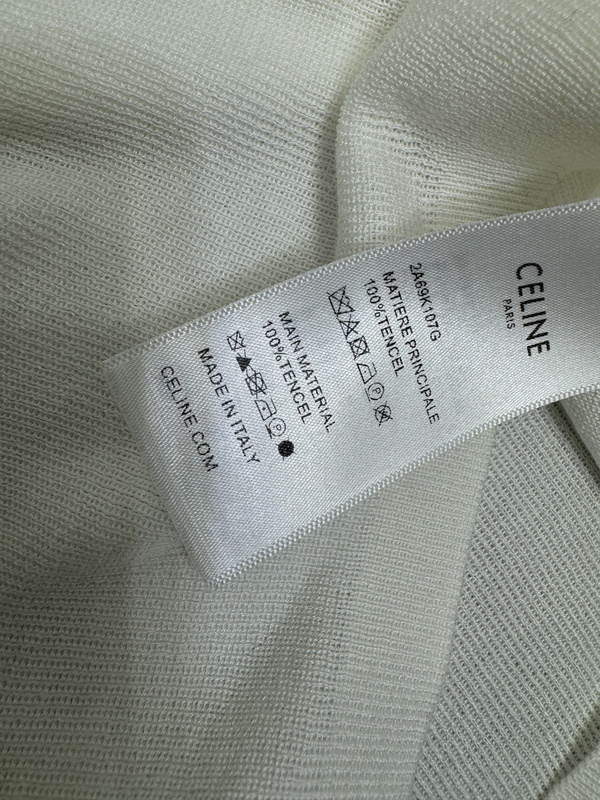 CELINE
PARIS
2A69K107G
MATIERE PRINCIPALE
100%TENCEL
MAIN MATERIAL
100%TENCEL
MADE IN ITALY
CELINE.COM